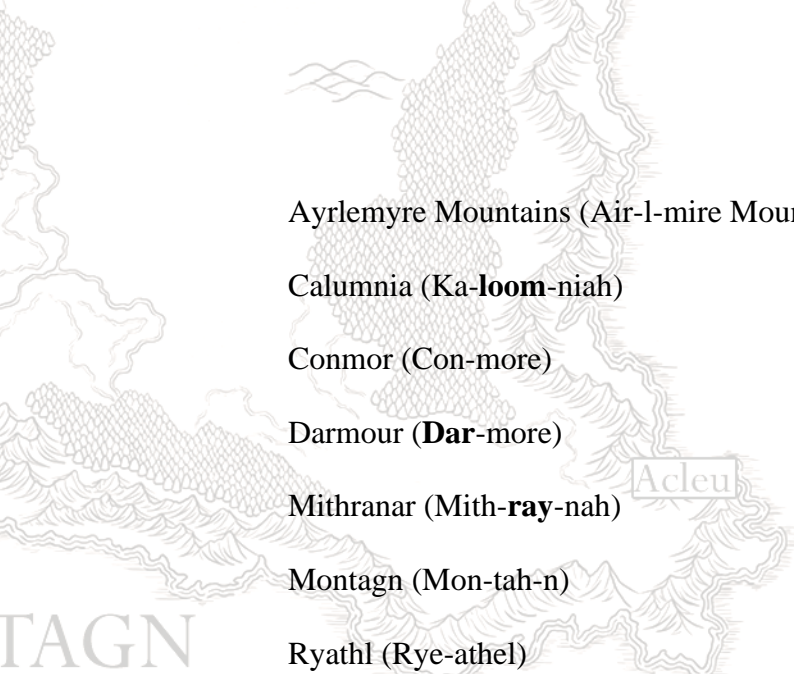 Ayrlemyre Mountains (Air-l-mire
Calumnia (Ka-loom-niah)
Conmor (Con-more)
Darmour (Dar-more)
Acleu
Mithranar (Mith-ray-nah)
Montagn (Mon-tah-n)
TAGN
Ryathl (Rye-athel)